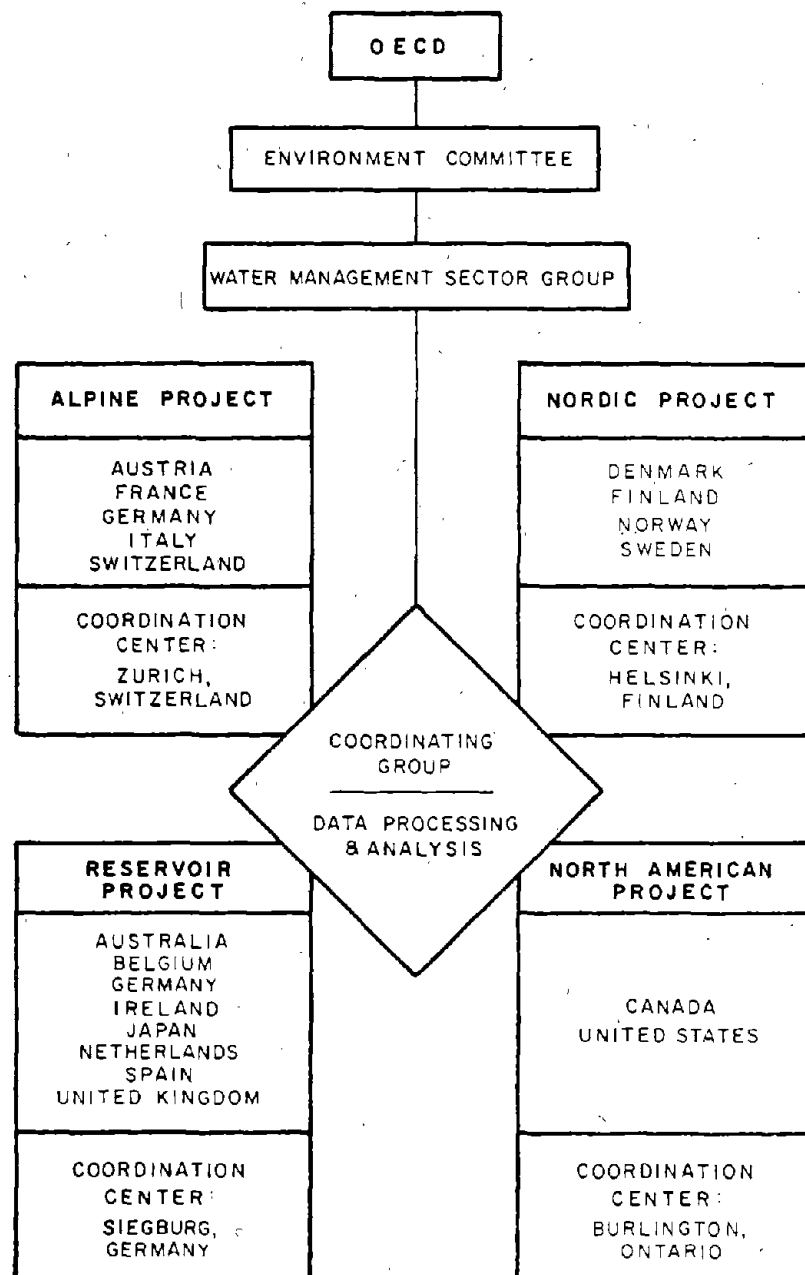 OECD
ENVIRONMENT COMMITTEE
WATER MANAGEMENT SECTOR GROUP
ALPINE PROJECT
AUSTRIA
FRANCE
GERMANY
ITALY
SWITZERLAND
COORDINATION
CENTER:
ZURICH,
SWITZERLAND
NORDIC PROJECT
DENMARK
FINLAND
NORWAY
SWEDEN
COORDINATION
CENTER:
HELSINKI,
FINLAND
COORDINATING
GROUP
DATA PROCESSING
& ANALYSIS
RESERVOIR
PROJECT
AUSTRALIA
BELGIUM
GERMANY
IRELAND
JAPAN
NETHERLANDS
SPAIN
UNITED KINGDOM
COORDINATION
CENTER:
SIEGBURG,
GERMANY
NORTH AMERICAN
PROJECT
CANADA
UNITED STATES
COORDINATION
CENTER:
BURLINGTON,
ONTARIO